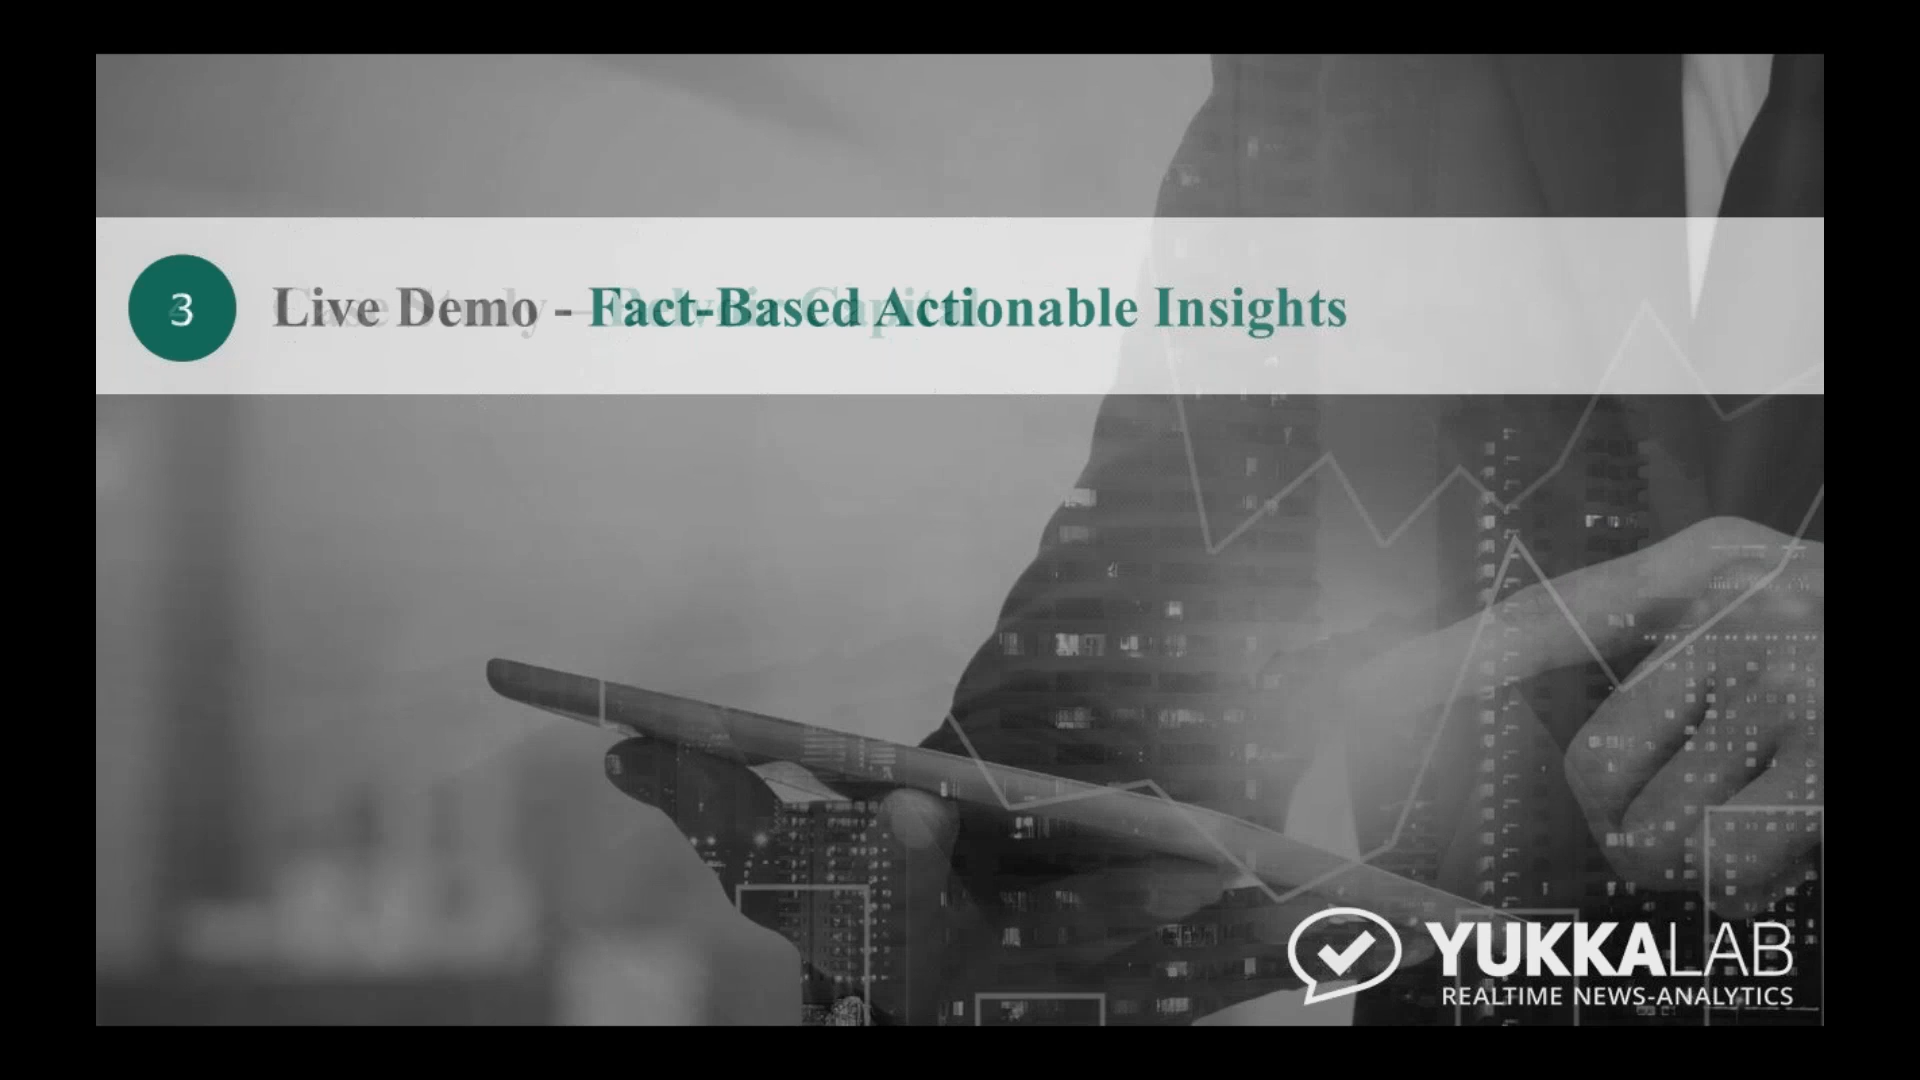 3 Live Demo - Fact-Based Actionable Insights
YUKKALAB
REALTIME NEWS-ANALYTICS